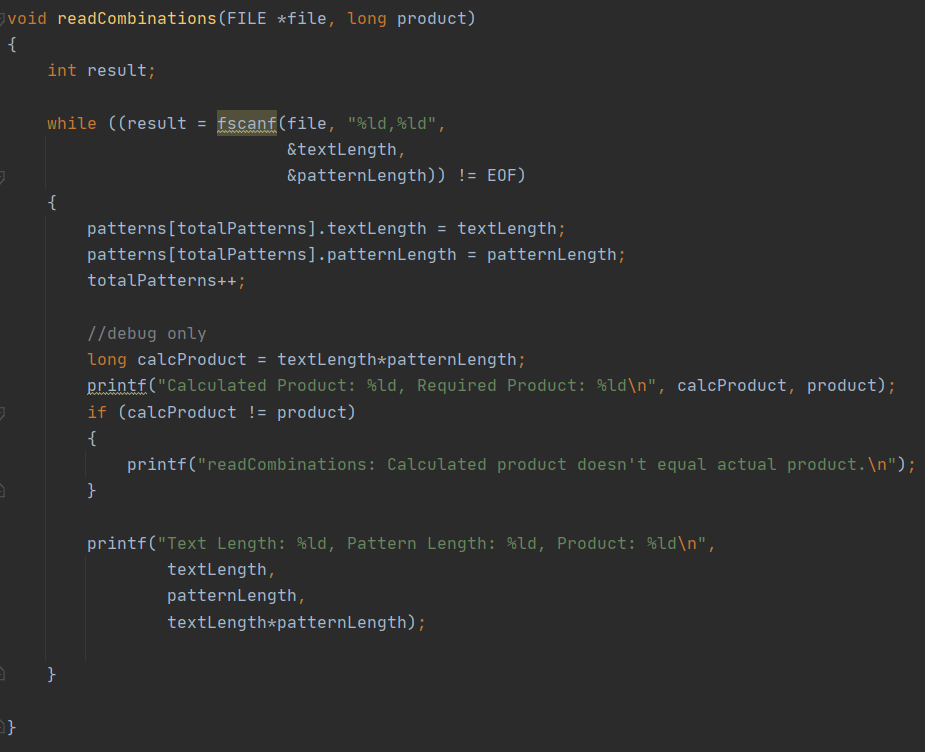 void readCombinations(FILE *file, long product)
{
    int result;

    while ((result = fscanf(file, "%ld,%ld",
                            &textLength,
                            &patternLength)) != EOF)
    {
        patterns[totalPatterns].textLength = textLength;
        patterns[totalPatterns].patternLength = patternLength;
        totalPatterns++;

        //debug only
        long calcProduct = textLength*patternLength;
        printf("Calculated Product: %ld, Required Product: %ld\n", calcProduct, product);
        if (calcProduct != product)
        {
            printf("readCombinations: Calculated product doesn't equal actual product.\n");
        }

        printf("Text Length: %ld, Pattern Length: %ld, Product: %ld\n",
                textLength,
                patternLength,
                textLength*patternLength);

    }

}